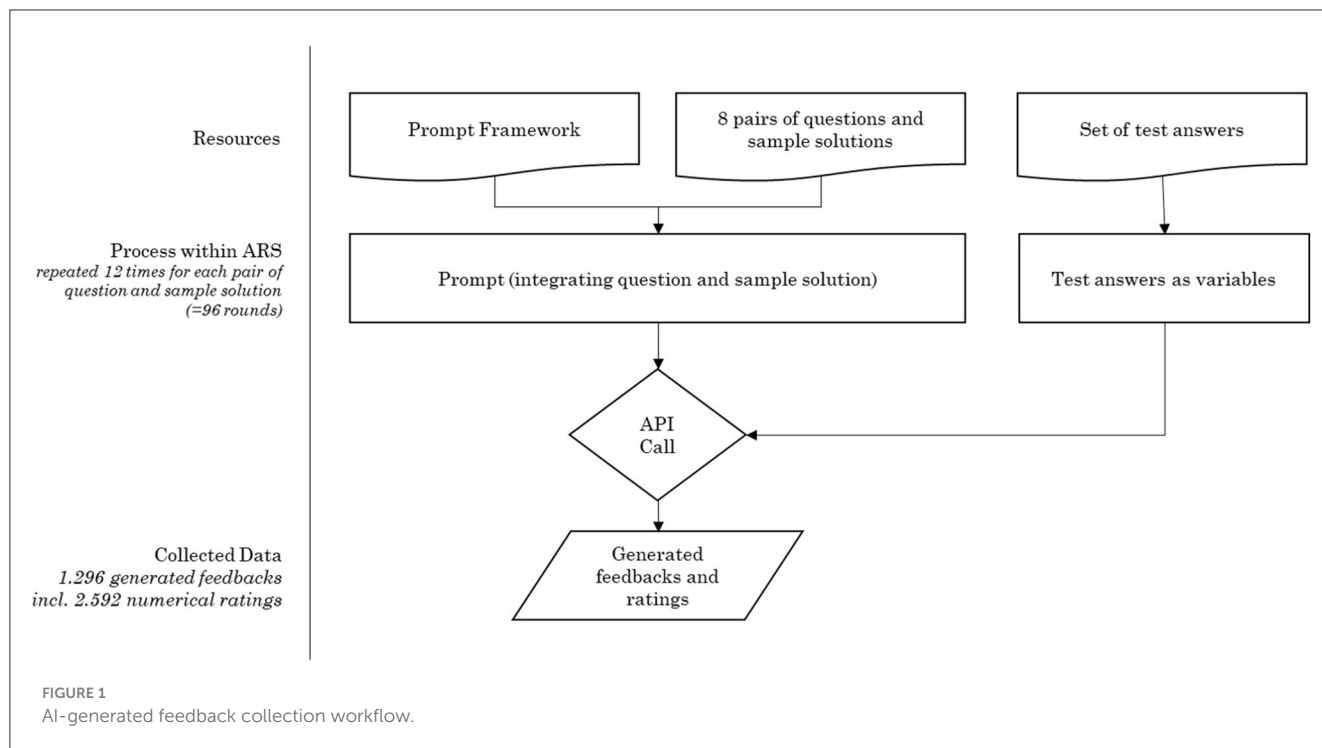 Resources
Prompt Framework
8 pairs of questions and
sample solutions
Set of test answers
Process within ARS
repeated 12 times for each pair of
question and sample solution
(=96 rounds)
Prompt (integrating question and sample solution)
Test answers as variables
API
Call
Collected Data
1.296 generated feedbacks
incl. 2.592 numerical ratings
Generated
feedbacks and
ratings
FIGURE 1
AI-generated feedback collection workflow.